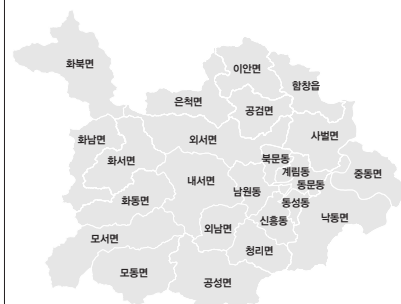 화북면
이안면
함창읍
은척면
공검면
화남면
외서면
사벌면
화서면
북문동
계림동
중동면
내서면
남원동
동문동
화동면
동성동
낙동면
외남면
신흥동
모서면
청리면
모동면
공성면